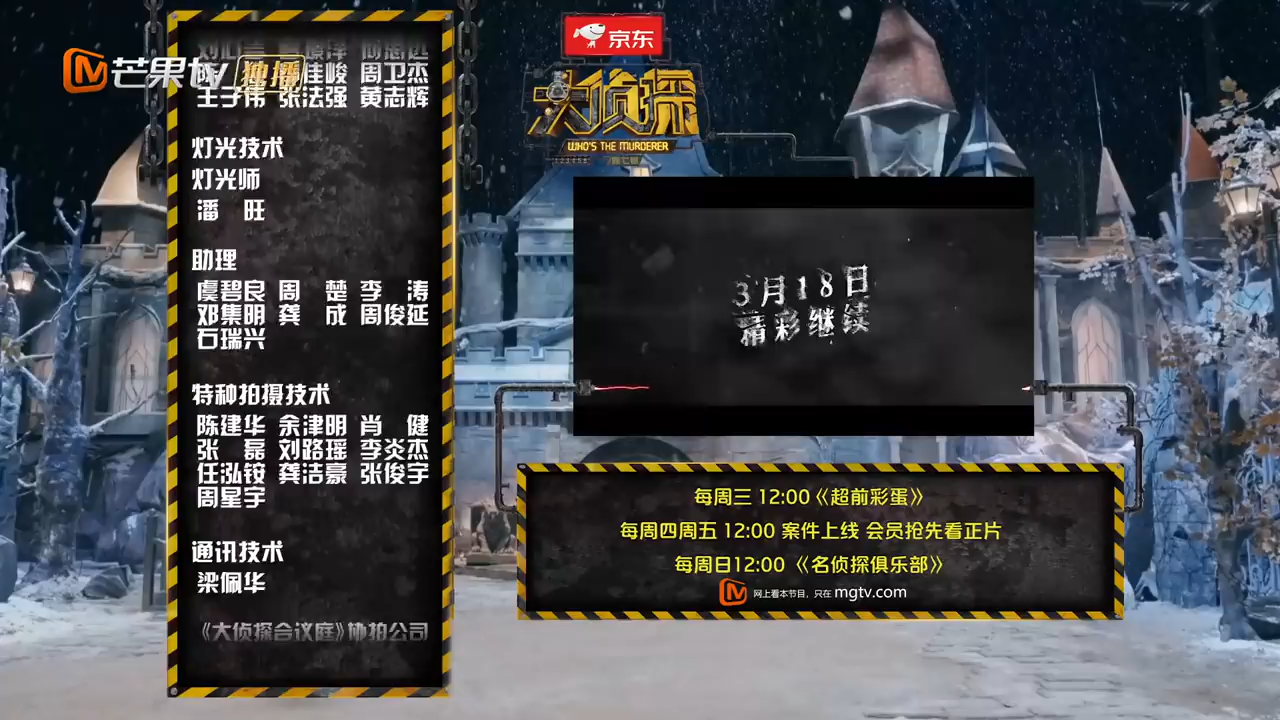 芒果tv 独播
周卫杰
王子伟 张法强 黄志辉
灯光技术
灯光师
潘 旺
助理
虞碧良 周 楚 李 涛
邓集明 龚 成 周俊延
石瑞兴
特种拍摄技术
陈建华 余津明 肖 健
张 磊 刘路瑶 李炎杰
任泓铵 龚洁豪 张俊宇
周星宇
通讯技术
梁佩华
《大侦探合议庭》协拍公司
京东
大侦探
WHO'S THE MURDERER
3月18日
精彩继续
每周三 12:00《超前彩蛋》
每周四周五 12:00 案件上线 会员抢先看正片
每周日12:00 《名侦探俱乐部》
网上看本节目，只在 mgtv.com